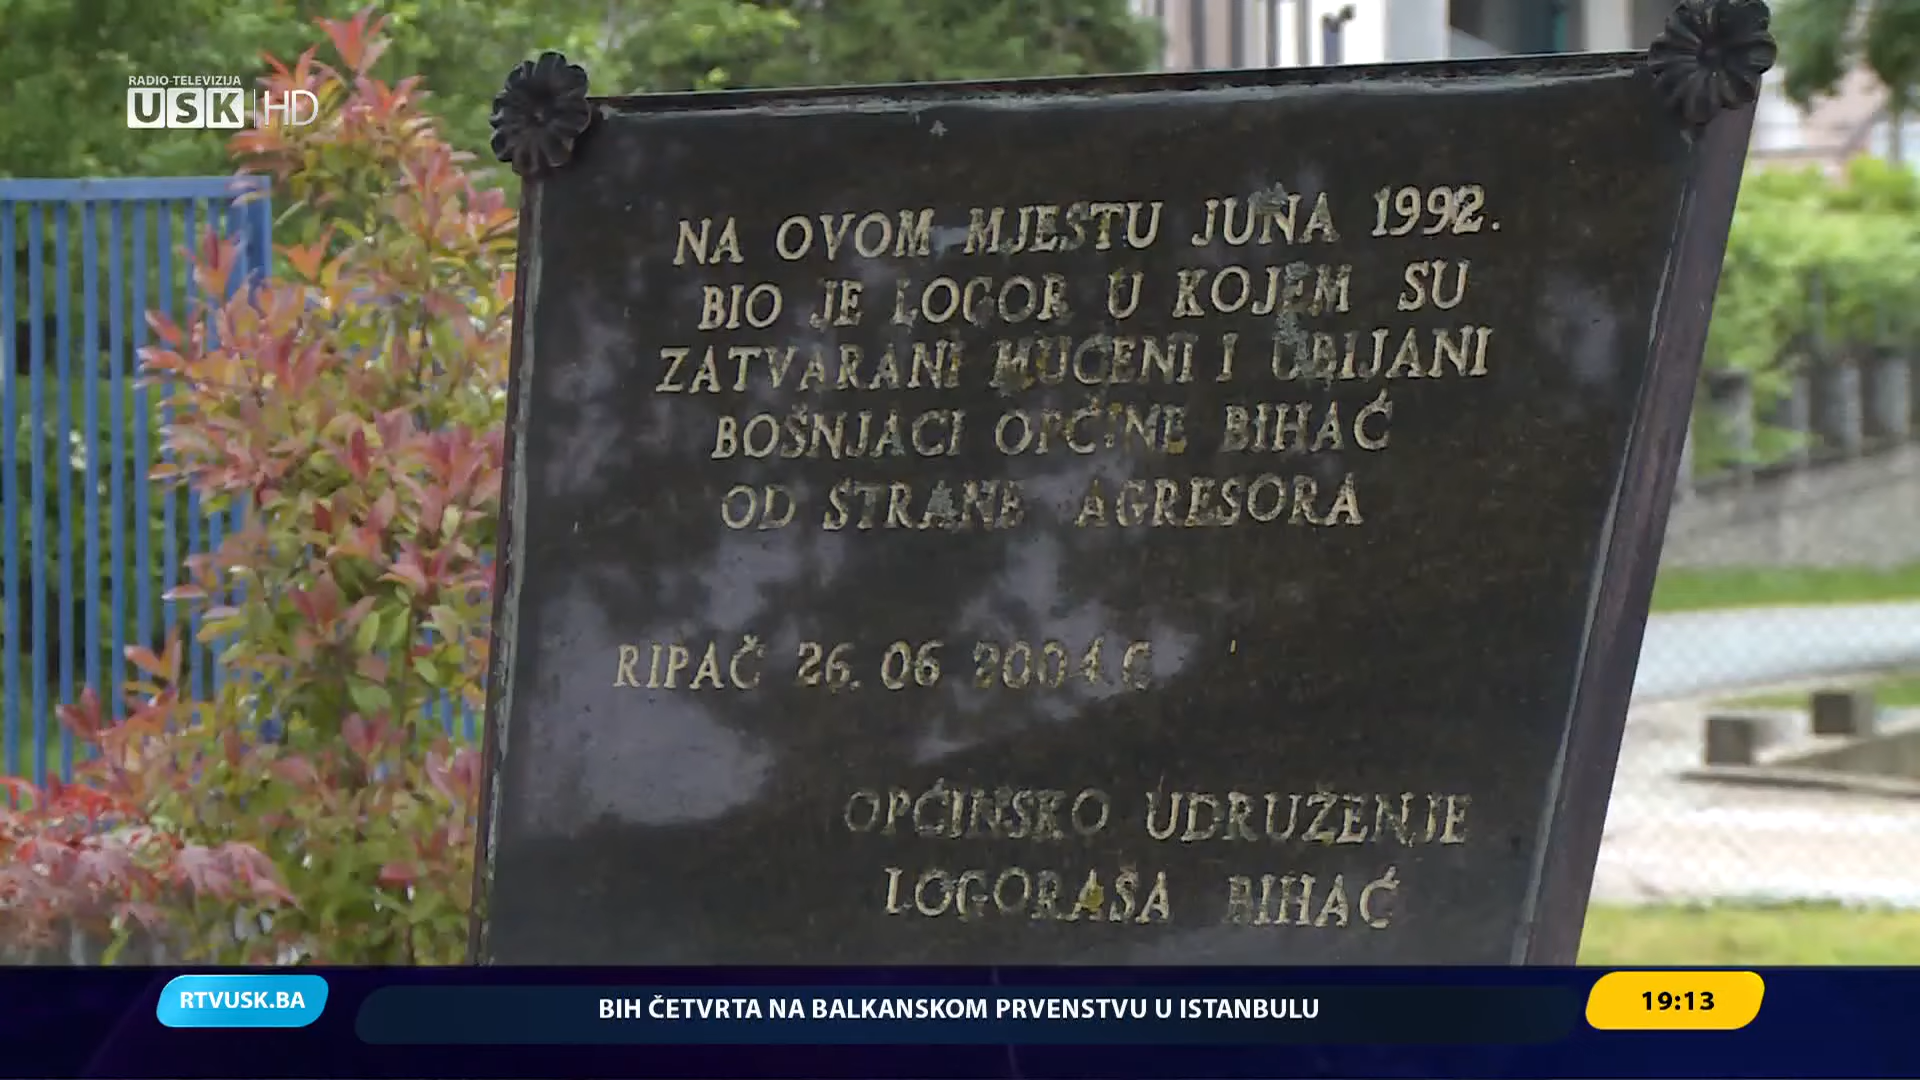 RADIO-TELEVIZIJA
USK HD
NA OVOM MJESTU JUNA 1992.
BIO JE LOGOR U KOJEM SU
ZATVARANI MUČENI I UBIJANI
BOŠNJACI OPĆINE BIHAĆ
OD STRANE AGRESORA
RIPAČ 26.06 2004 G
OPĆINSKO UDRUŽENJE
LOGORAŠA BIHAĆ
RTVUSK.BA
BIH ČETVRTA NA BALKANSKOM PRVENSTVU U ISTANBULU
19:13